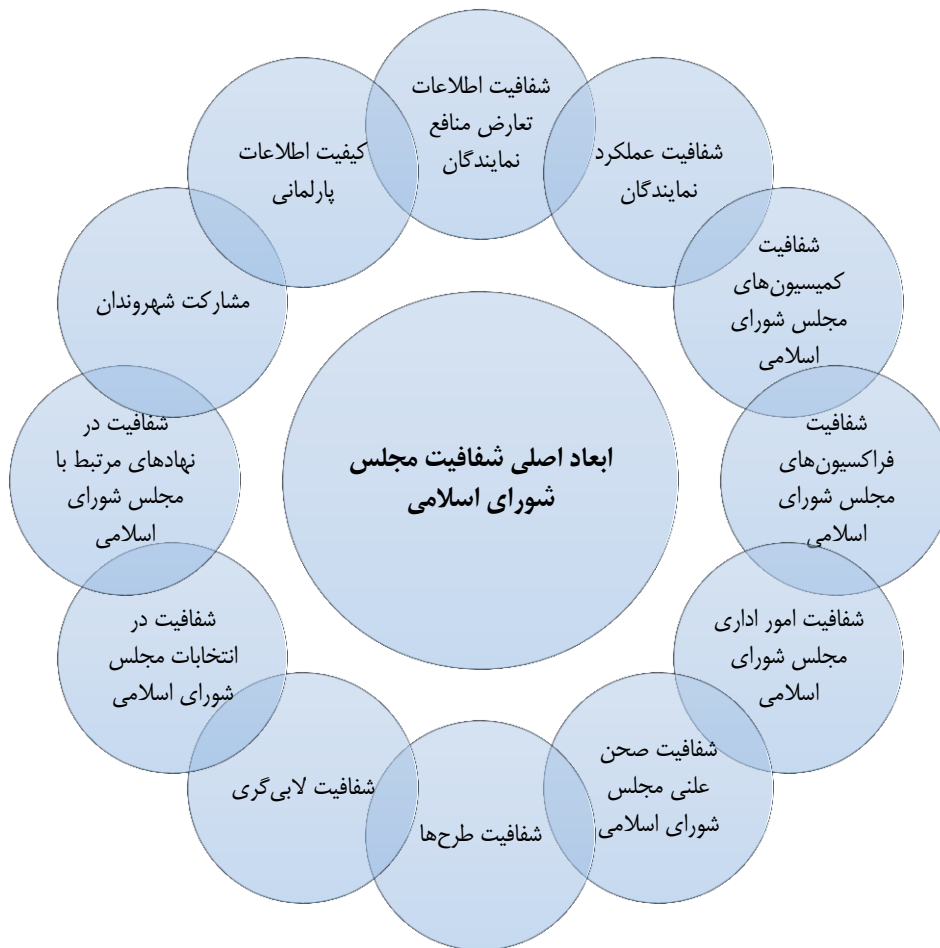 شفافیت اطلاعات
تعارض منافع
نمایندگان
شفافیت عملکرد
نمایندگان
شفافیت
کمیسیون‌های
مجلس شورای
اسلامی
شفافیت
فراکسیون‌های
مجلس شورای
اسلامی
شفافیت امور اداری
مجلس شورای
اسلامی
شفافیت صحن
علنی مجلس
شورای اسلامی
شفافیت طرح‌ها
شفافیت لابی‌گری
شفافیت در
انتخابات مجلس
شورای اسلامی
شفافیت در
نهادهای مرتبط با
مجلس شورای
اسلامی
مشارکت شهروندان
کیفیت اطلاعات
پارلمانی
ابعاد اصلی شفافیت مجلس
شورای اسلامی